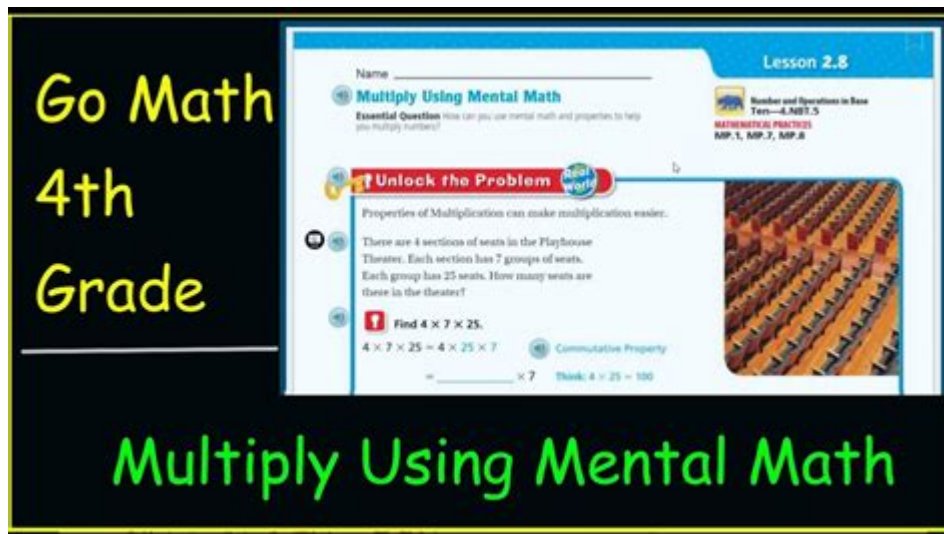 Go Math
4th
Grade
Lesson 2.8
Name
Multiply Using Mental Math
Essential Question How can you use mental math and properties to help
you multiply numbers?
Number and Operations in Base
Ten—4.NBT.5
MATHEMATICAL PRACTICES
MP.1, MP.7, MP.8
Unlock the Problem
Real
World
Properties of Multiplication can make multiplication easier.
There are 4 sections of seats in the Playhouse
Theater. Each section has 7 groups of seats.
Each group has 25 seats. How many seats are
there in the theater?
Find 4 × 7 × 25.
4 × 7 × 25 = 4 × 25 × 7 Commutative Property
= ________ × 7 Think: 4 × 25 = 100
Multiply Using Mental Math